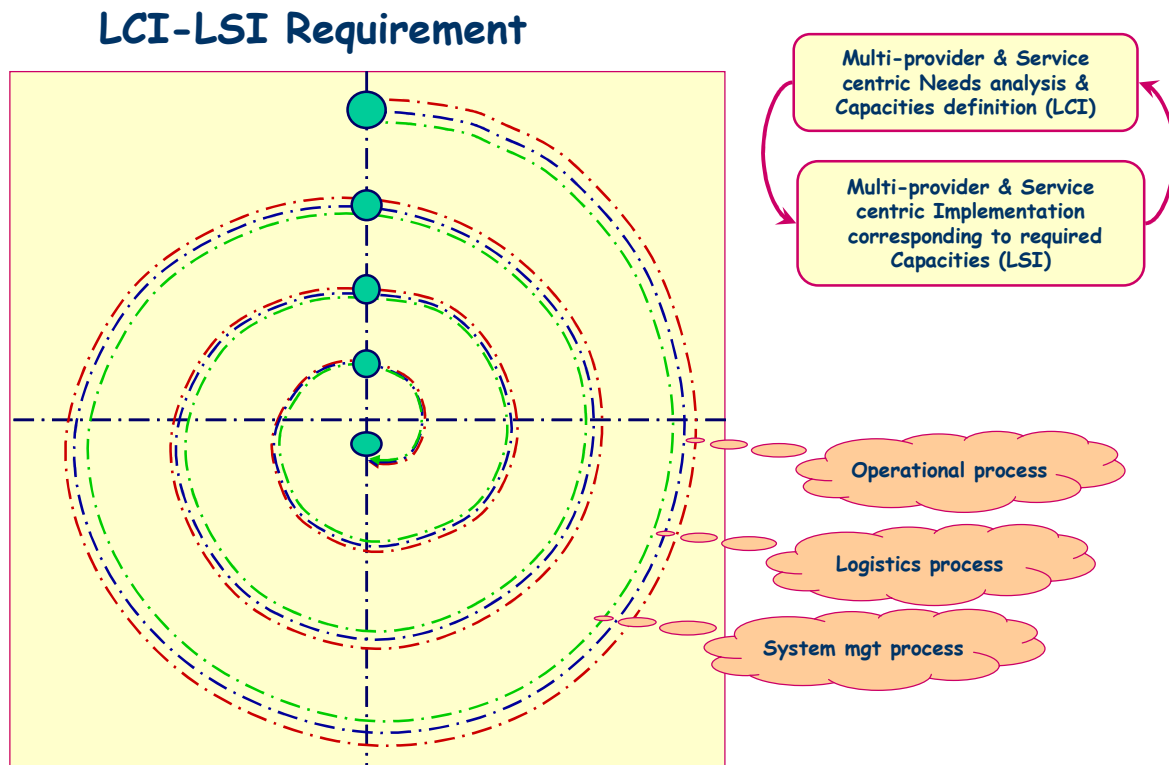 LCI-LSI Requirement
Multi-provider & Service
centric Needs analysis &
Capacities definition (LCI)
Multi-provider & Service
centric Implementation
corresponding to required
Capacities (LSI)
Operational process
Logistics process
System mgt process